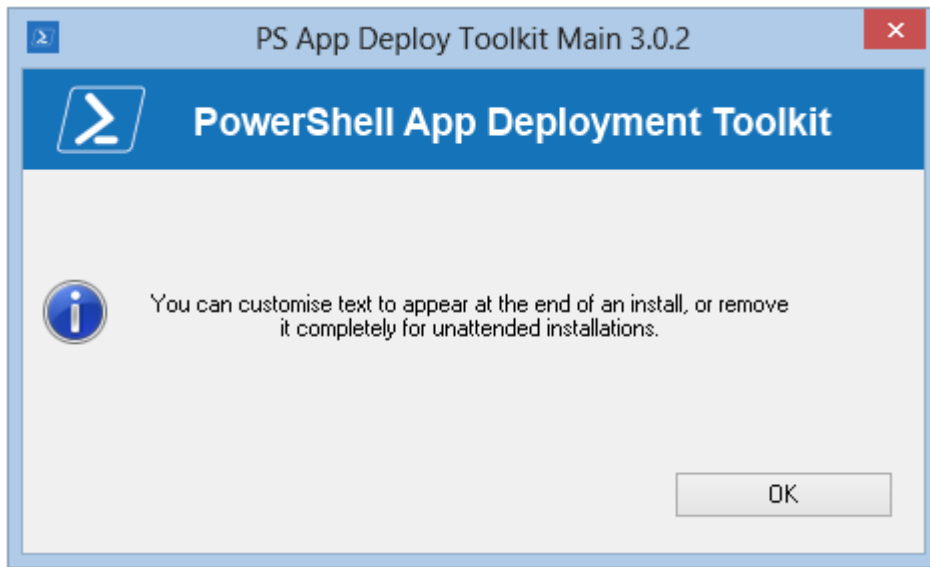 PS App Deploy Toolkit Main 3.0.2
PowerShell App Deployment Toolkit
You can customise text to appear at the end of an install, or remove
it completely for unattended installations.
OK